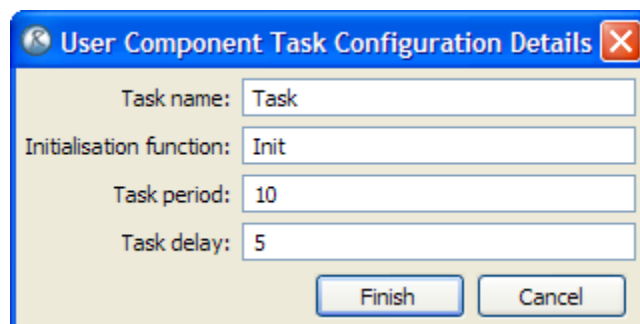 User Component Task Configuration Details
Task name: Task
Initialisation function: Init
Task period: 10
Task delay: 5
Finish Cancel